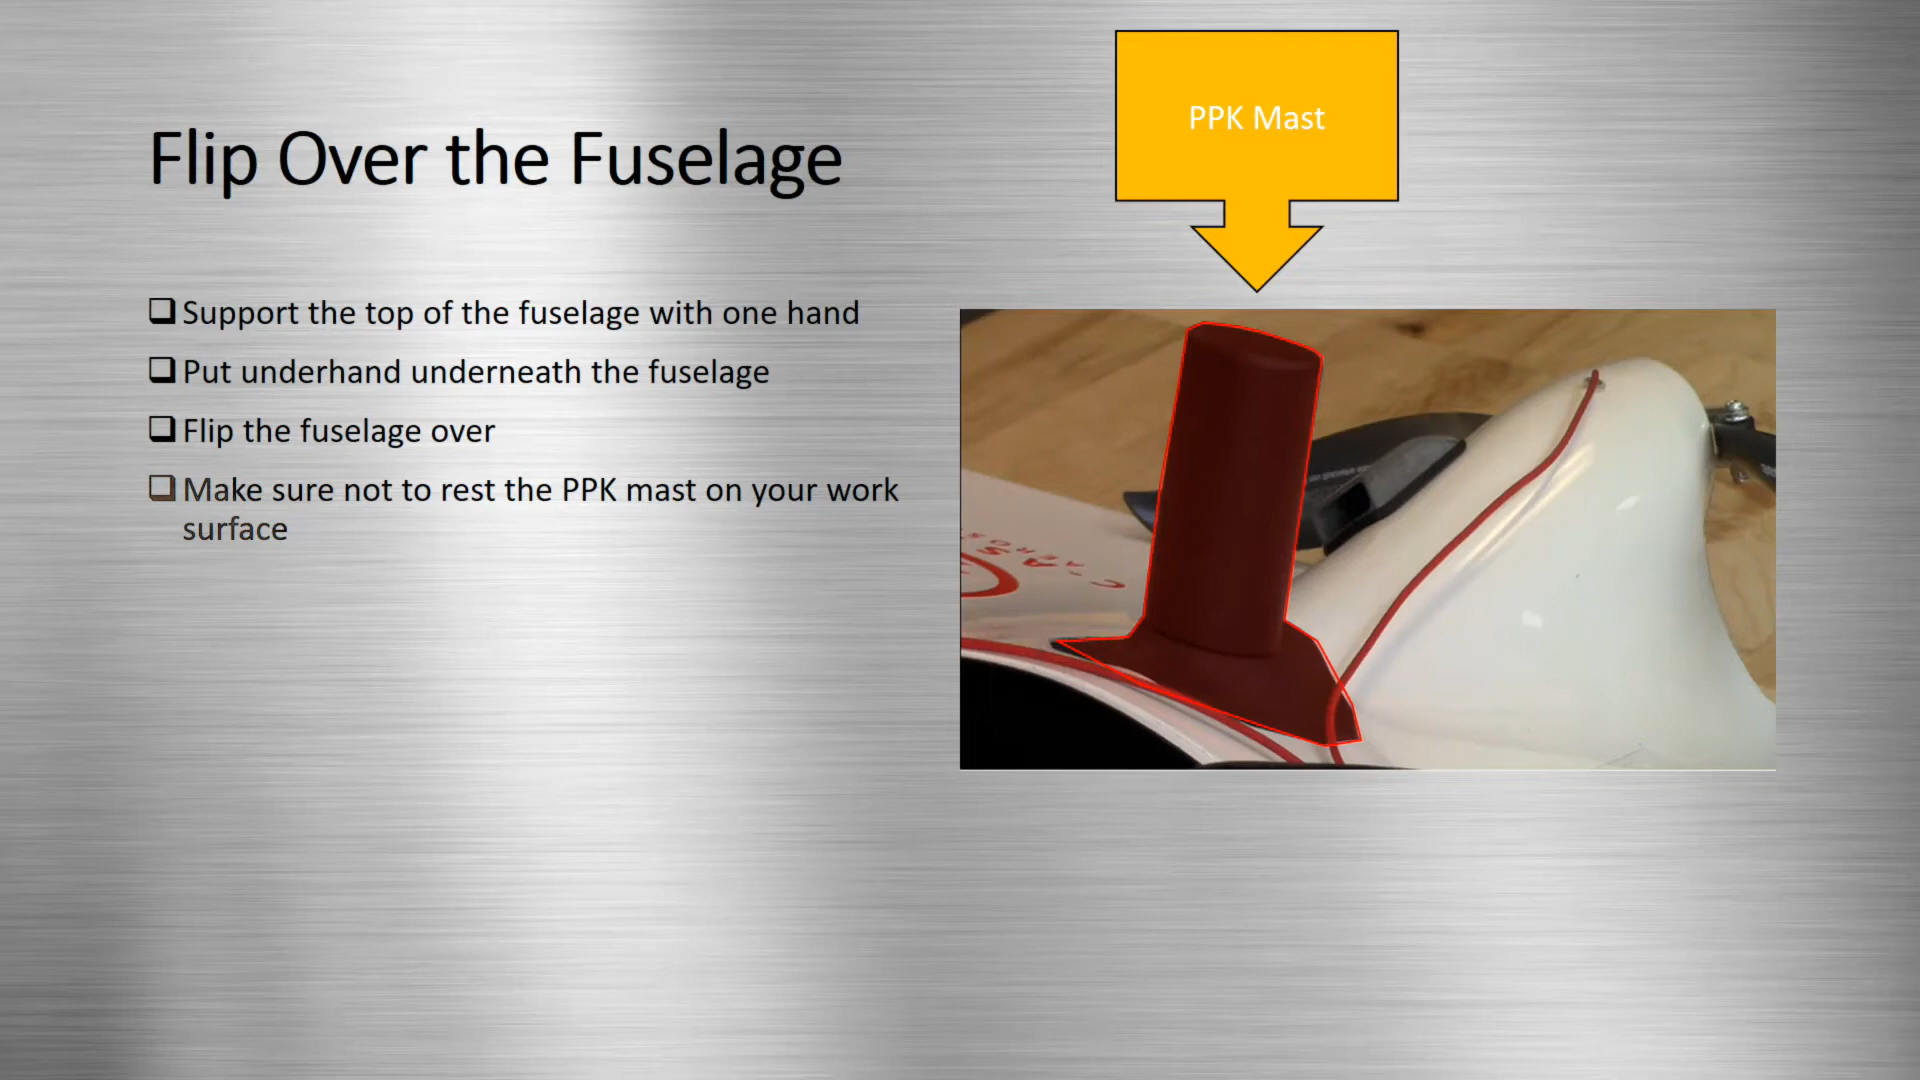 PPK Mast
Flip Over the Fuselage
Support the top of the fuselage with one hand
Put underhand underneath the fuselage
Flip the fuselage over
Make sure not to rest the PPK mast on your work
surface
C-AS